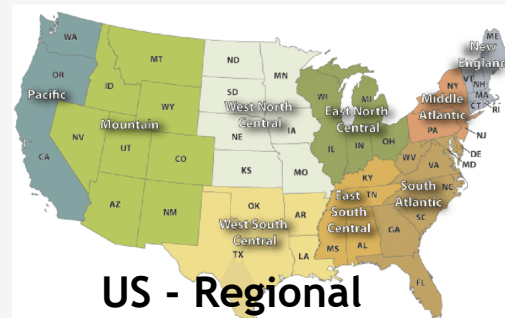 WA
OR
Pacific
CA
NV
ID
MT
WY
Mountain
UT
CO
AZ
NM
ND
SD
MN
West North
Central
NE
IA
KS
MO
OK
AR
West South
Central
TX
LA
WI
MI
East North
Central
IL
IN
OH
KY
TN
East
South
Central
MS
AL
ME
New
England
VT
NH
MA
CT
RI
NY
Middle
Atlantic
PA
NJ
DE
MD
WV
VA
NC
South
Atlantic
SC
GA
FL
US - Regional